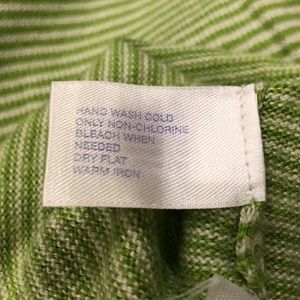 HAND WASH COLD
ONLY NON-CHLORINE
BLEACH WHEN
NEEDED
DRY FLAT
WARM IRON